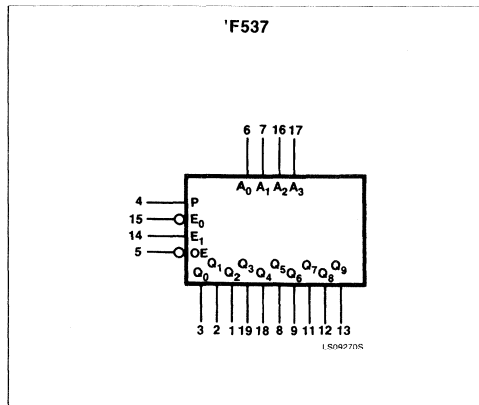 'F537
6 7 16 17
A0 A1 A2 A3
4 P
15 E0
14 E1
5 OE
Q0 Q1 Q2 Q3 Q4 Q5 Q6 Q7 Q8 Q9
3 2 1 19 18 8 9 11 12 13
LS09270S